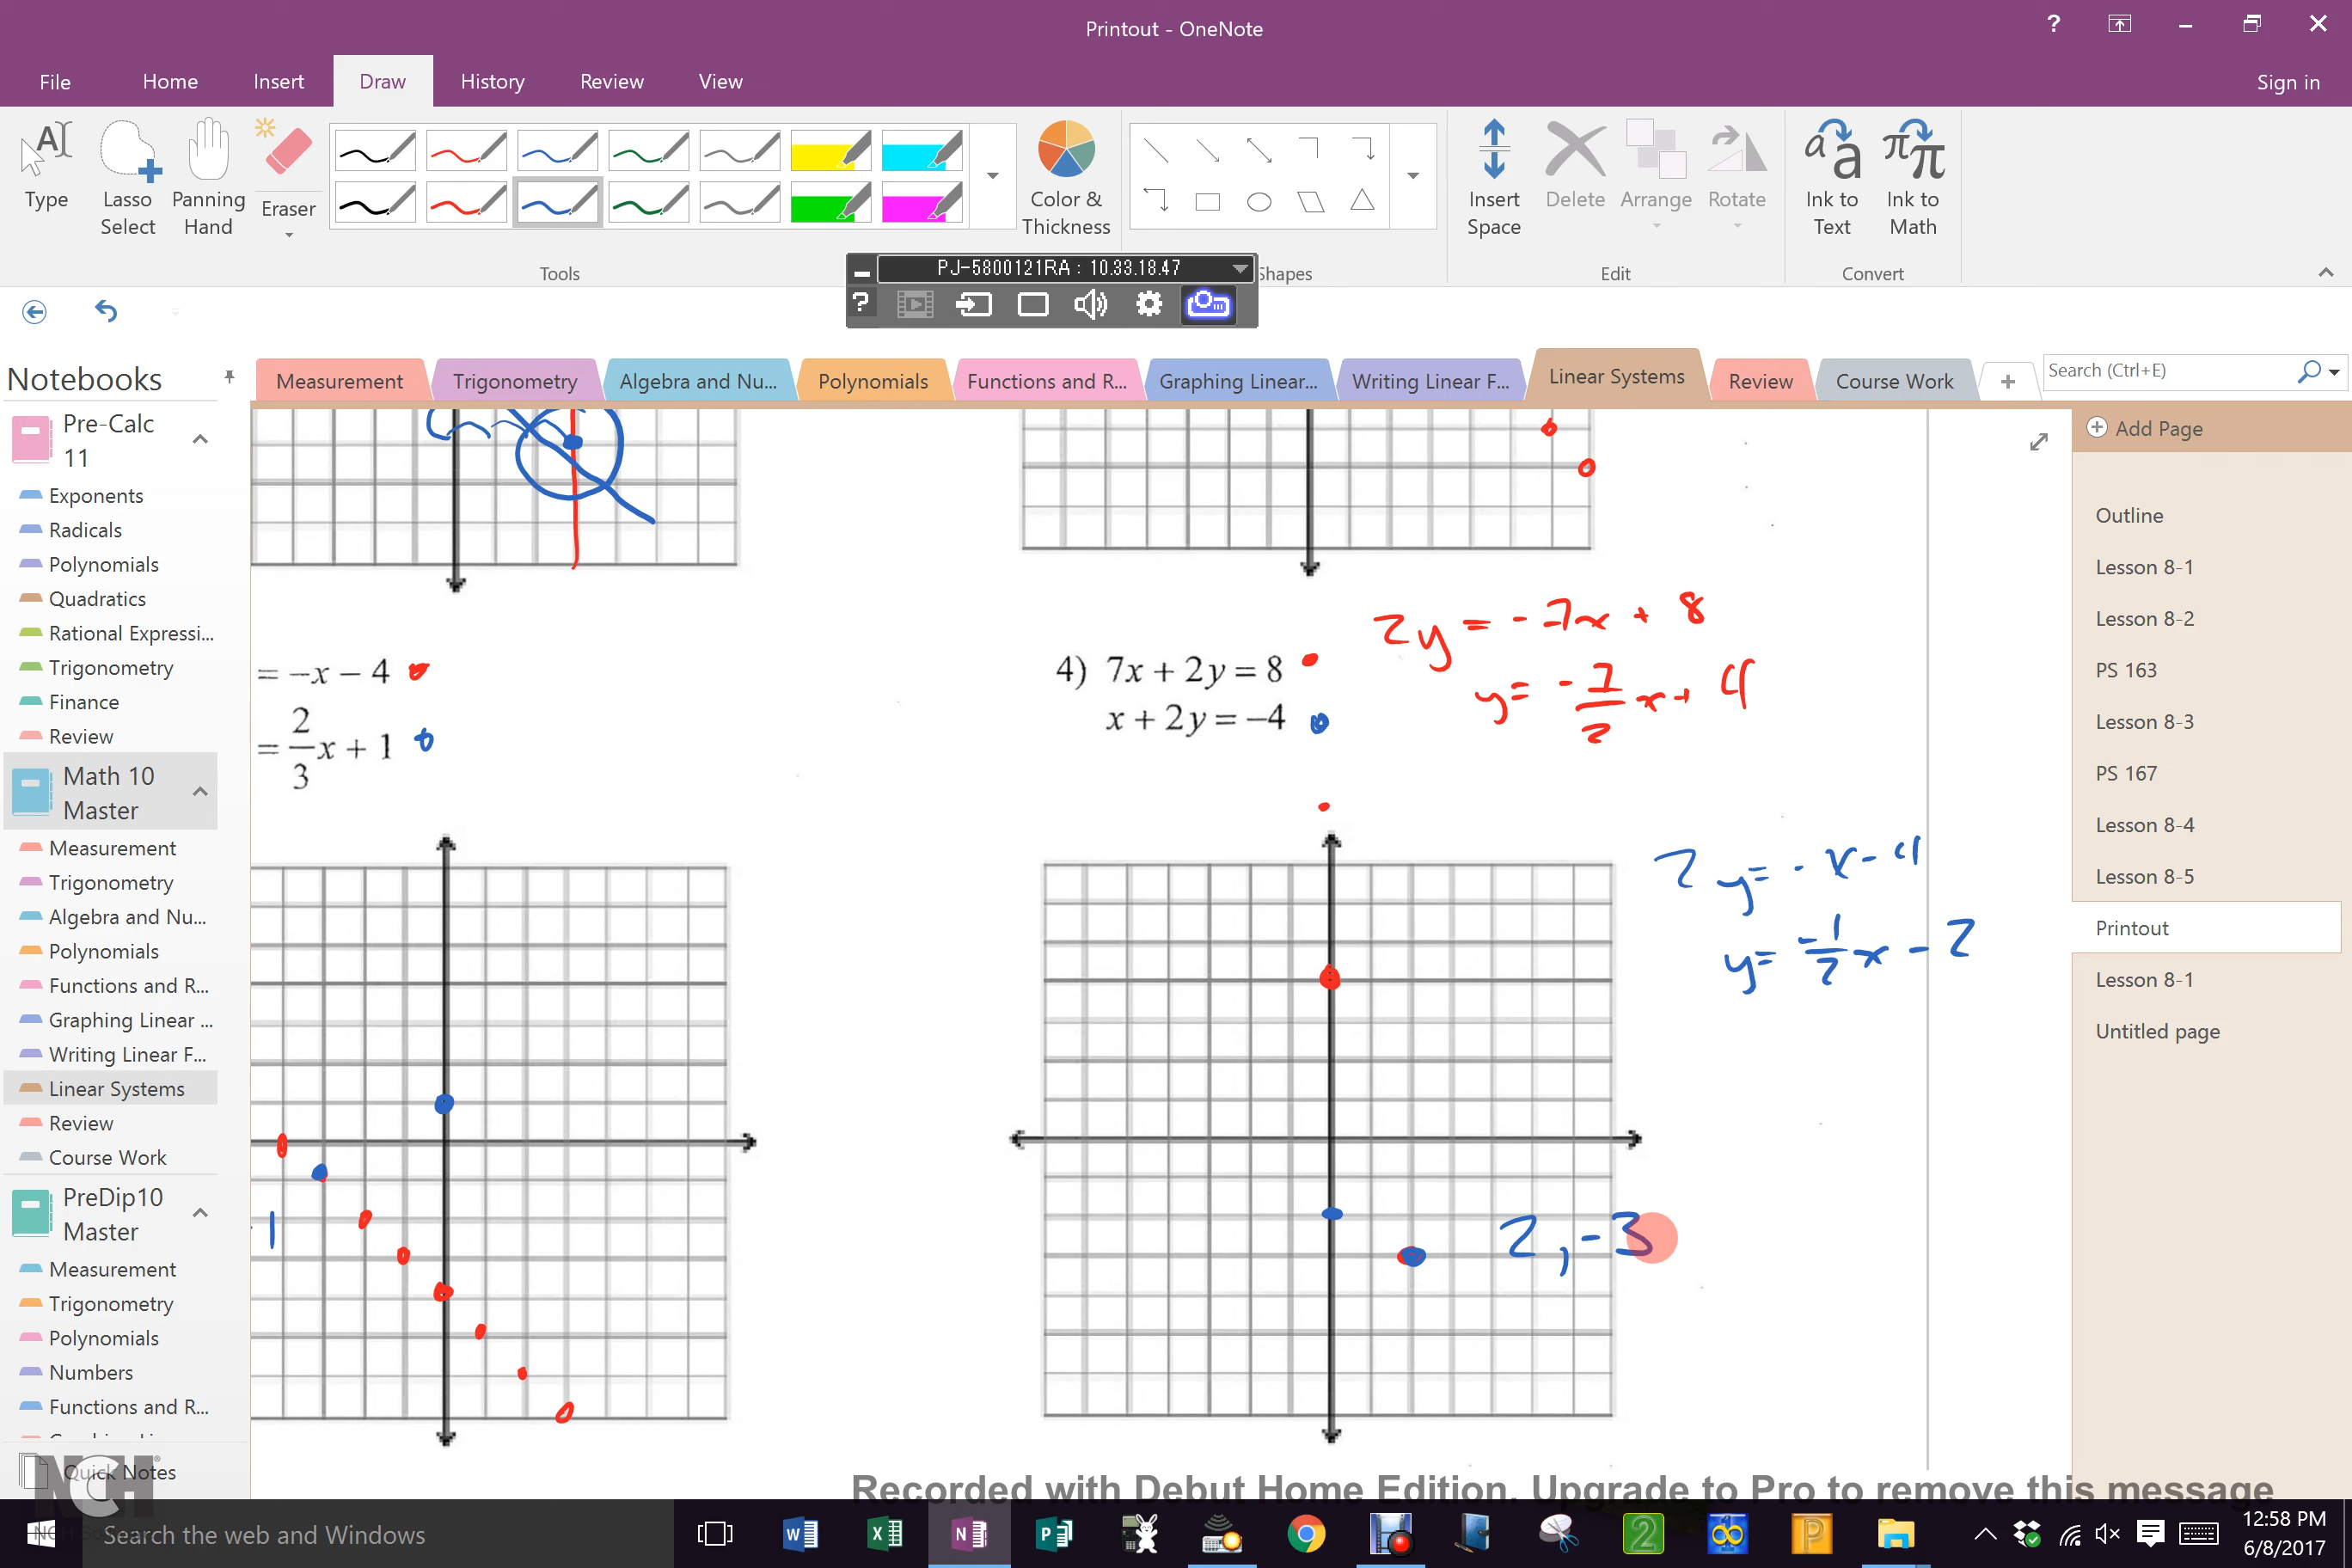 Printout - OneNote
File Home Insert Draw History Review View Sign in
Type Lasso Select Panning Hand Eraser Color & Thickness Insert Space Delete Arrange Rotate Ink to Text Ink to Math
Tools Shapes Edit Convert
PJ-5800121RA : 10.33.18.47
Notebooks
Measurement Trigonometry Algebra and Nu... Polynomials Functions and R... Graphing Linear... Writing Linear F... Linear Systems Review Course Work +
Search (Ctrl+E)
Pre-Calc 11
Exponents
Radicals
Polynomials
Quadratics
Rational Expressi...
Trigonometry
Finance
Review
Math 10 Master
Measurement
Trigonometry
Algebra and Nu...
Polynomials
Functions and R...
Graphing Linear ...
Writing Linear F...
Linear Systems
Review
Course Work
PreDip10 Master
Measurement
Trigonometry
Polynomials
Numbers
Functions and R...
Quick Notes
= -x - 4
= 2/3 x + 1
4) 7x + 2y = 8
x + 2y = -4
2y = -7x + 8
y = -7/2 x + 4
2y = -x - 4
y = -1/2 x - 2
2, -3
1
Add Page
Outline
Lesson 8-1
Lesson 8-2
PS 163
Lesson 8-3
PS 167
Lesson 8-4
Lesson 8-5
Printout
Lesson 8-1
Untitled page
Recorded with Debut Home Edition. Upgrade to Pro to remove this message
NCH
Search the web and Windows
12:58 PM
6/8/2017